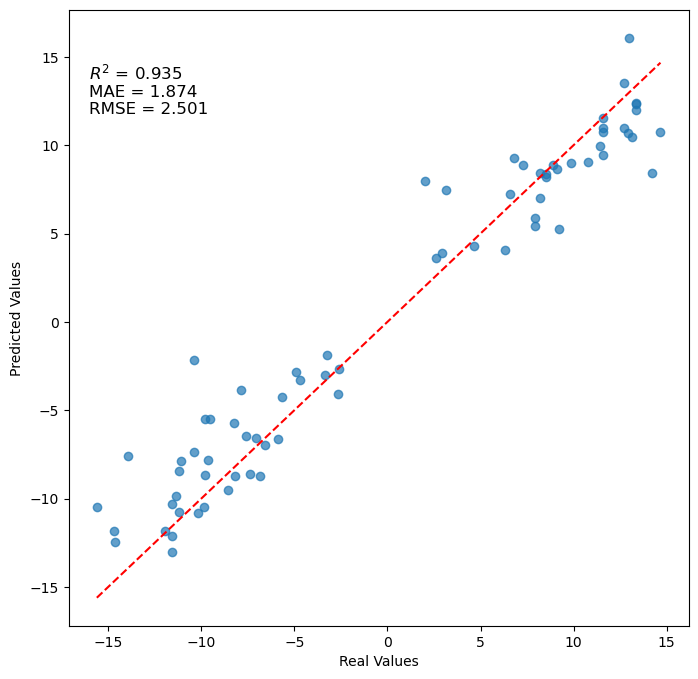 R² = 0.935
MAE = 1.874
RMSE = 2.501
Predicted Values
15
10
5
0
−5
−10
−15
−15 −10 −5 0 5 10 15
Real Values